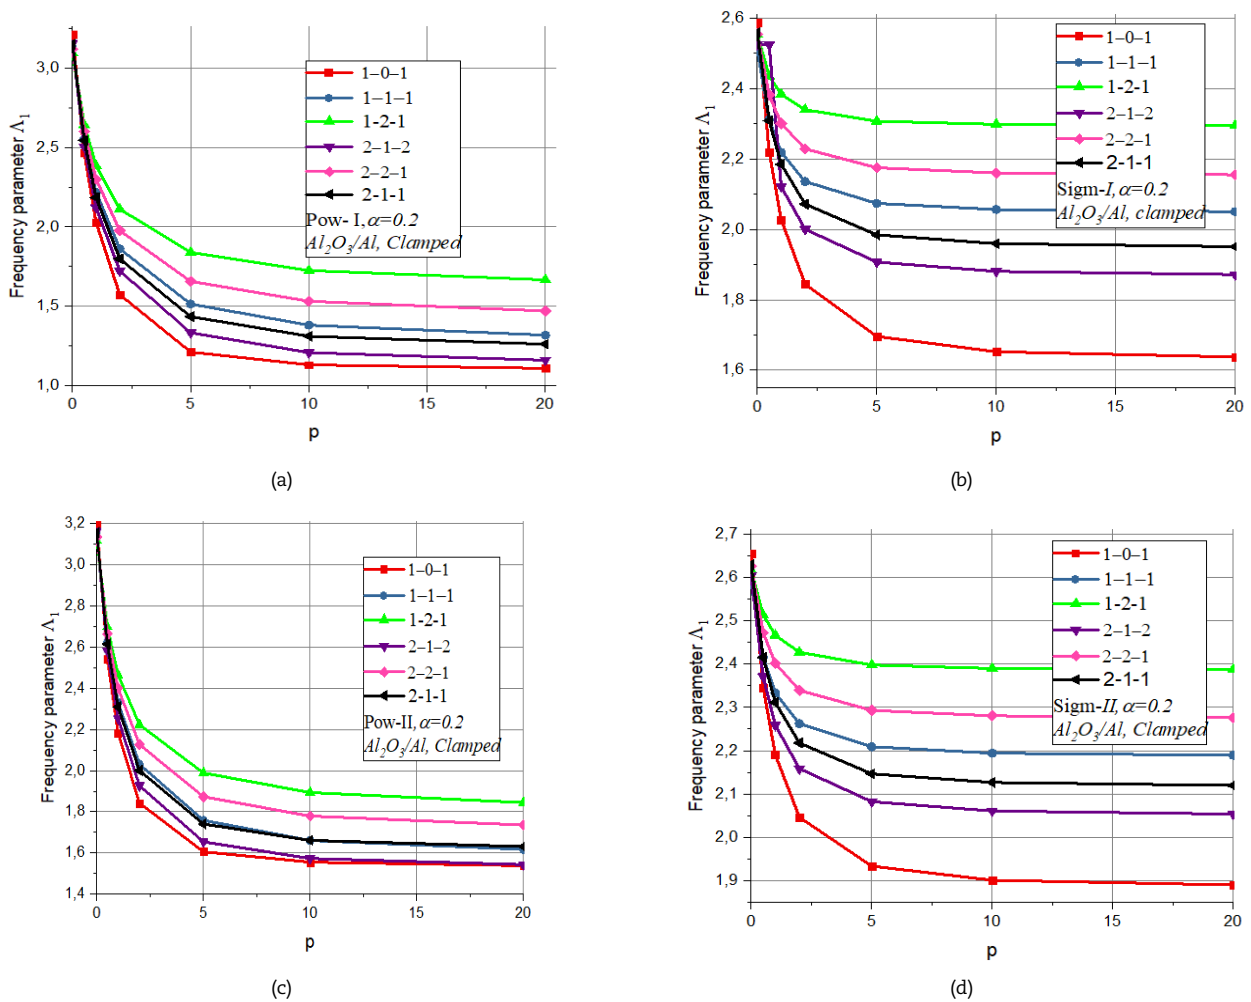 3,0
2,5
2,0
1,5
1,0
Frequency parameter Λ₁
1–0–1
1–1–1
1-2-1
2–1–2
2–2–1
2-1-1
Pow- I, α=0.2
Al₂O₃/Al, Clamped
0 5 10 15 20
p
(a)
2,6
2,4
2,2
2,0
1,8
1,6
Frequency parameter Λ₁
1–0–1
1–1–1
1-2-1
2–1–2
2–2–1
2-1-1
Sigm-I, α=0.2
Al₂O₃/Al, clamped
0 5 10 15 20
p
(b)
3,2
3,0
2,8
2,6
2,4
2,2
2,0
1,8
1,6
1,4
Frequency parameter Λ₁
1–0–1
1–1–1
1-2-1
2–1–2
2–2–1
2-1-1
Pow-II, α=0.2
Al₂O₃/Al, Clamped
0 5 10 15 20
p
(c)
2,7
2,6
2,5
2,4
2,3
2,2
2,1
2,0
1,9
Frequency parameter Λ₁
1–0–1
1–1–1
1-2-1
2–1–2
2–2–1
2-1-1
Sigm-II, α=0.2
Al₂O₃/Al, Clamped
0 5 10 15 20
p
(d)